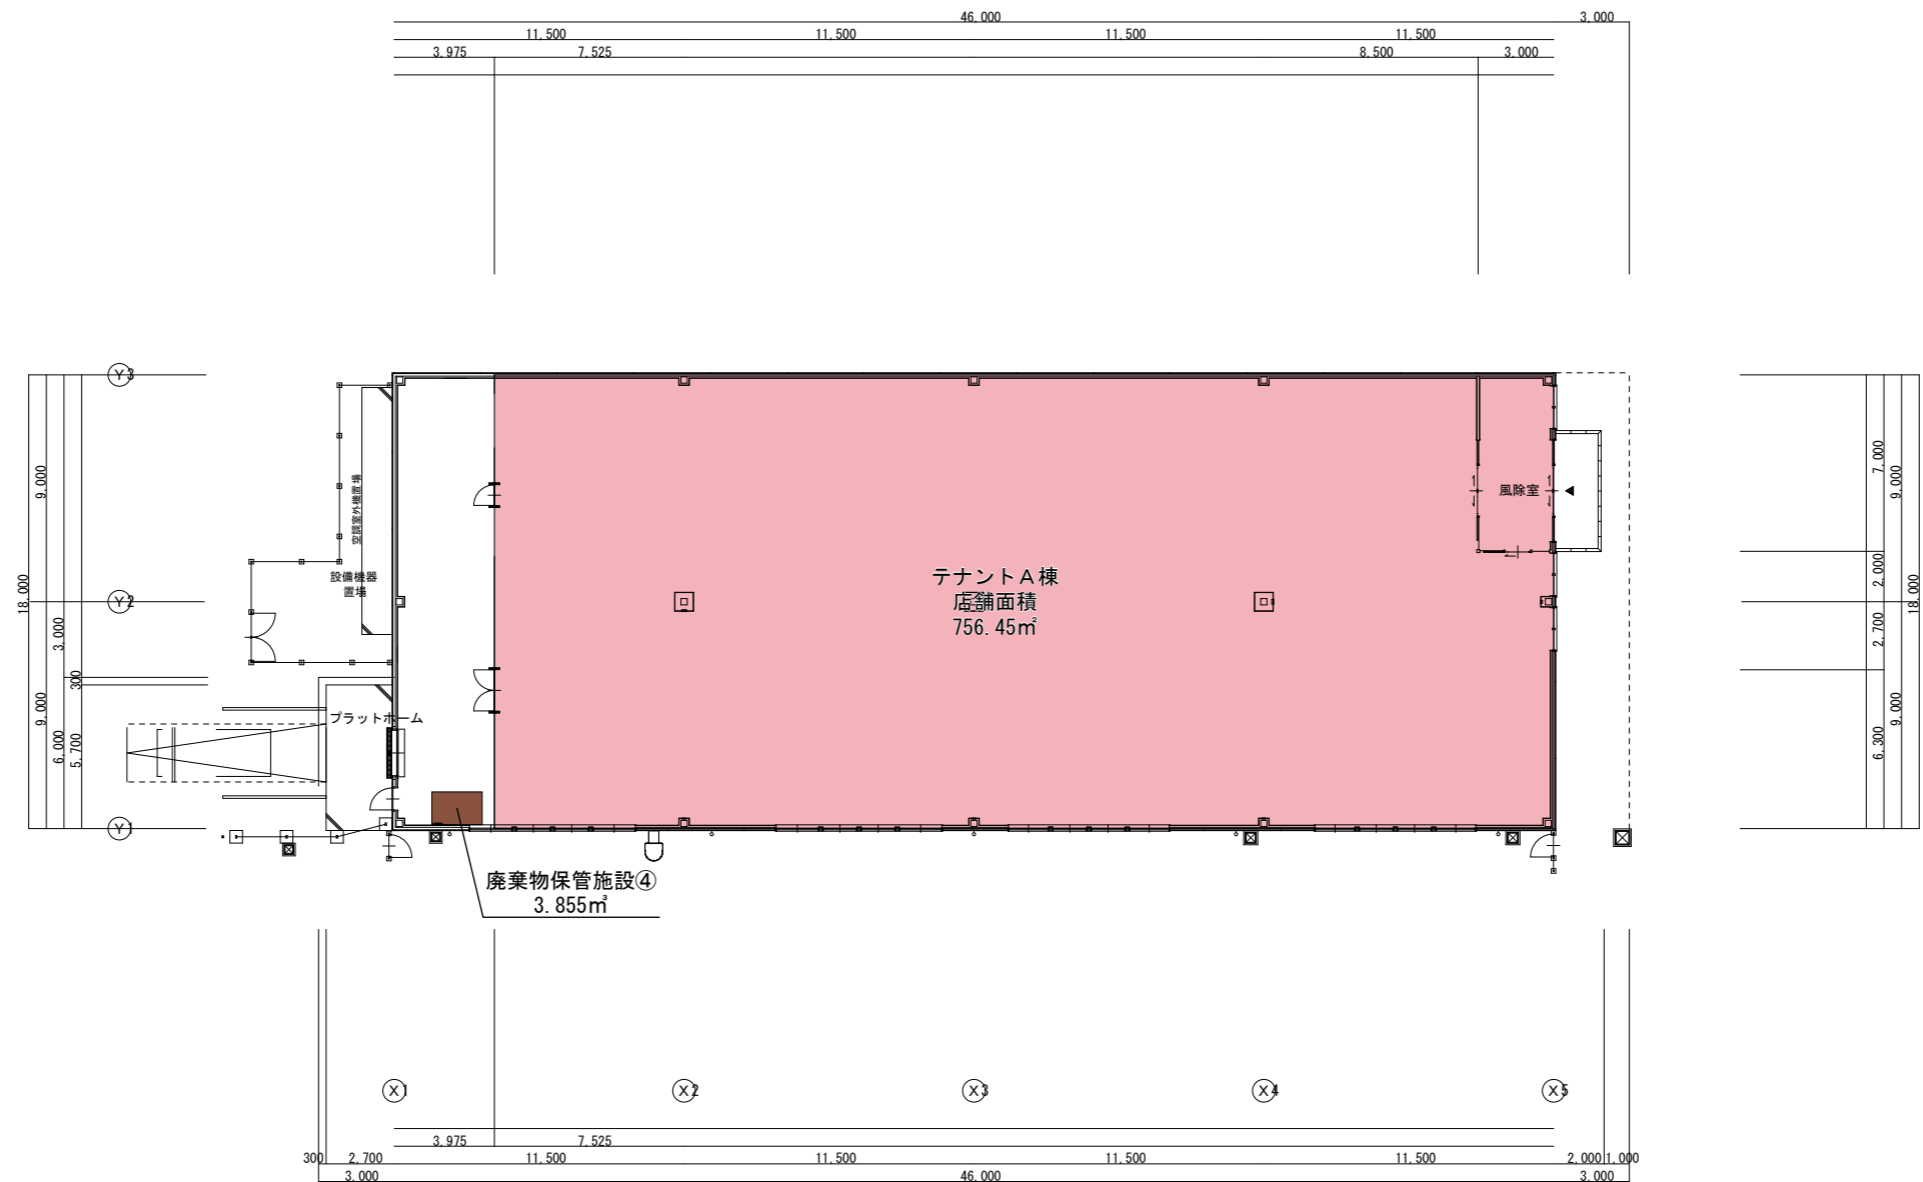 46,000
3,000
11,500
11,500
11,500
11,500
3,975
7,525
8,500
3,000
Y3
Y2
Y1
18,000
9,000
9,000
3,000
6,000
300
5,700
空調室外機置場
設備機器
置場
プラットホーム
風除室
テナントA棟
店舗面積
756.45㎡
廃棄物保管施設④
3.855㎡
7,000
2,000
2,700
6,300
9,000
9,000
18,000
X1
X2
X3
X4
X5
3,975
7,525
300
2,700
11,500
11,500
11,500
11,500
2,000
1,000
3,000
46,000
3,000